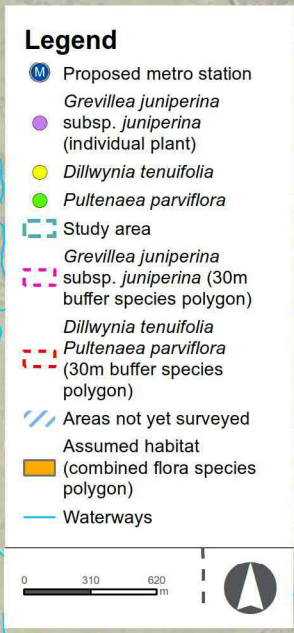 Legend
M Proposed metro station
Grevillea juniperina
subsp. juniperina
(individual plant)
Dillwynia tenuifolia
Pultenaea parviflora
Study area
Grevillea juniperina
subsp. juniperina (30m
buffer species polygon)
Dillwynia tenuifolia
Pultenaea parviflora
(30m buffer species
polygon)
Areas not yet surveyed
Assumed habitat
(combined flora species
polygon)
Waterways
0 310 620
m